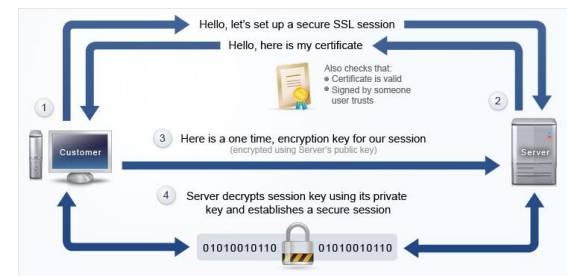 Hello, let's set up a secure SSL session
Hello, here is my certificate
Also checks that:
Certificate is valid
Signed by someone
user trusts
1
2
Customer
Server
3 Here is a one time, encryption key for our session
(encrypted using Server's public key)
4 Server decrypts session key using its private
key and establishes a secure session
01010010110 01010010110